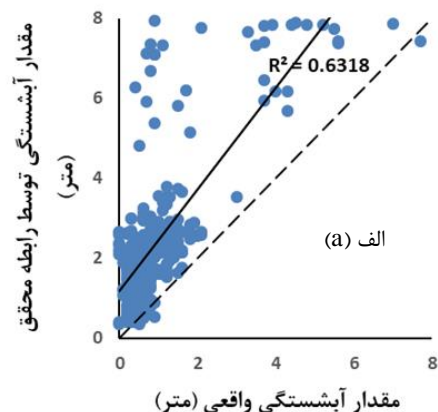 مقدار آبشستگی توسط رابطه محقق
(متر)
8
6
4
2
0
R² = 0.6318
الف (a)
0 2 4 6 8
مقدار آبشستگی واقعی (متر)